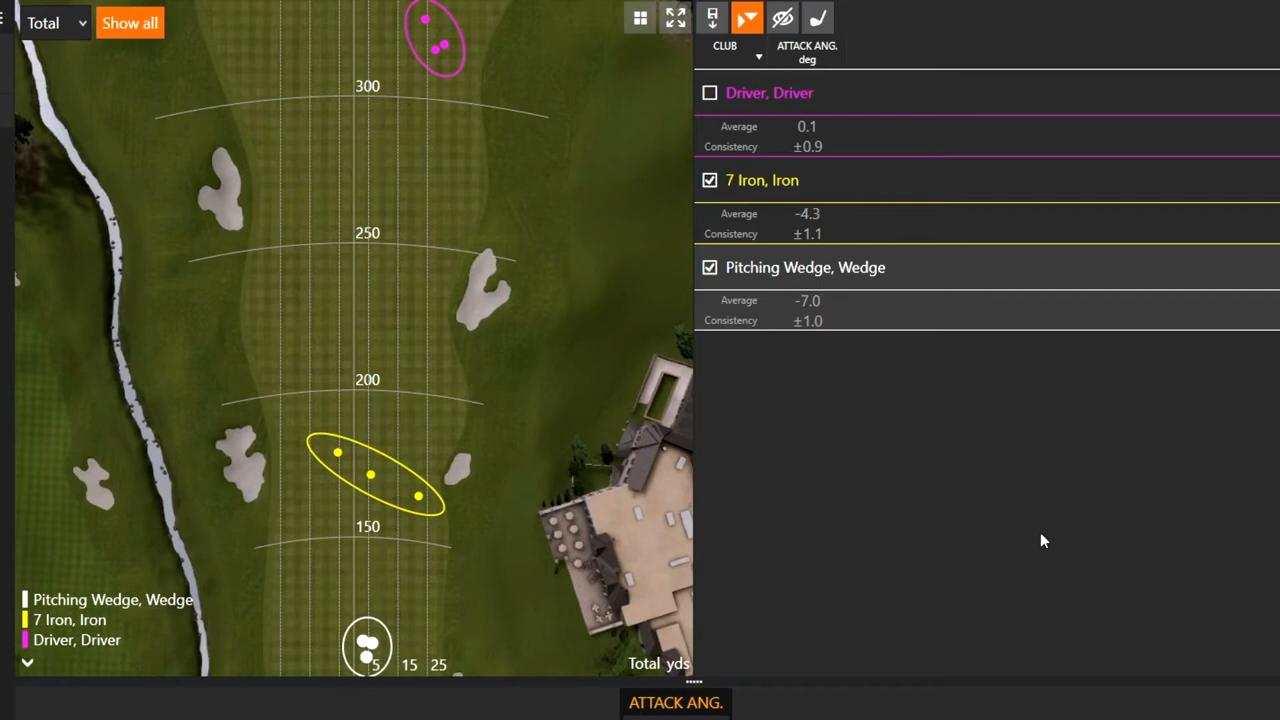 Total
Show all
300
250
200
150
Pitching Wedge, Wedge
7 Iron, Iron
Driver, Driver
5 15 25
Total yds
CLUB
ATTACK ANG.
deg
Driver, Driver
Average 0.1
Consistency ±0.9
7 Iron, Iron
Average -4.3
Consistency ±1.1
Pitching Wedge, Wedge
Average -7.0
Consistency ±1.0
ATTACK ANG.